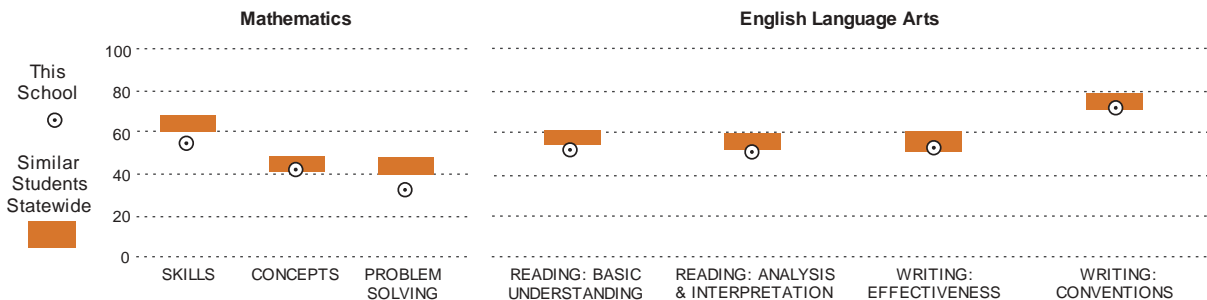 Mathematics
English Language Arts
This
School
Similar
Students
Statewide
100
80
60
40
20
0
SKILLS
CONCEPTS
PROBLEM
SOLVING
READING: BASIC
UNDERSTANDING
READING: ANALYSIS
& INTERPRETATION
WRITING:
EFFECTIVENESS
WRITING:
CONVENTIONS